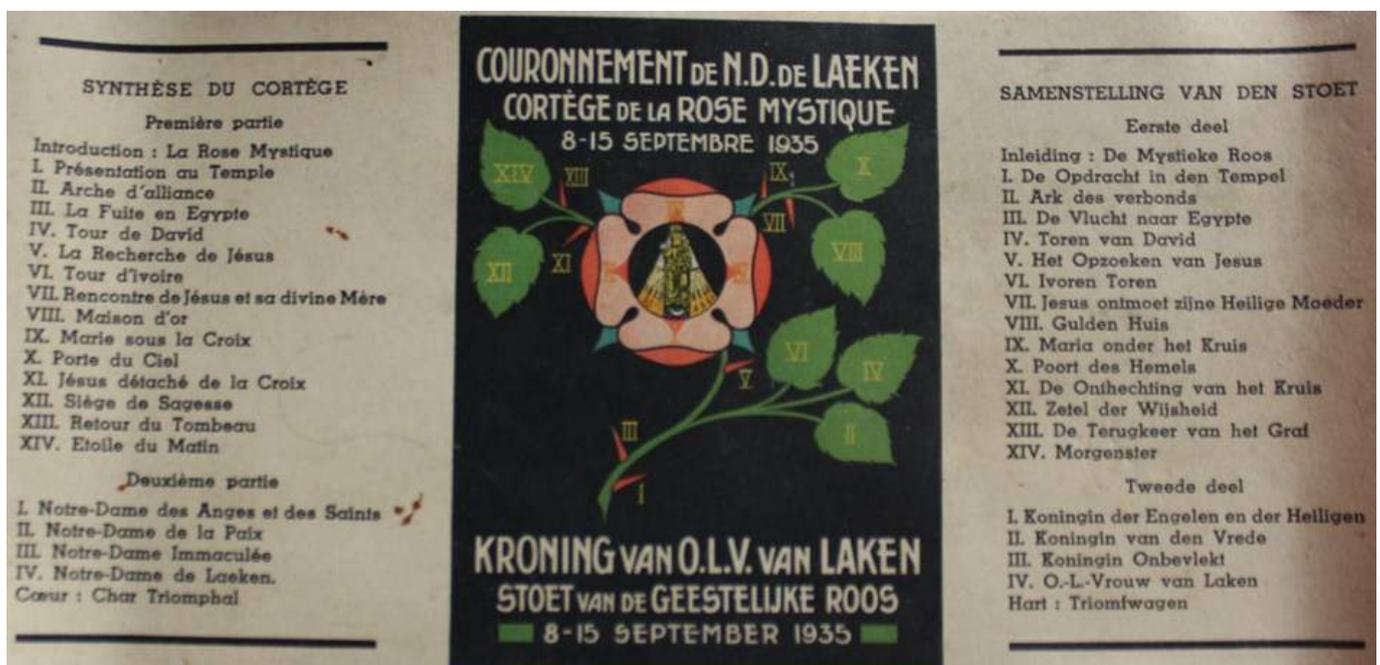 SYNTHÈSE DU CORTÈGE
Première partie
Introduction : La Rose Mystique
I. Présentation au Temple
II. Arche d'alliance
III. La Fuite en Egypte
IV. Tour de David
V. La Recherche de Jésus
VI. Tour d'ivoire
VII. Rencontre de Jésus et sa divine Mère
VIII. Maison d'or
IX. Marie sous la Croix
X. Porte du Ciel
XI. Jésus détaché de la Croix
XII. Siège de Sagesse
XIII. Retour du Tombeau
XIV. Etoile du Matin
Deuxième partie
I. Notre-Dame des Anges et des Saints
II. Notre-Dame de la Paix
III. Notre-Dame Immaculée
IV. Notre-Dame de Laeken.
Cœur : Char Triomphal
COURONNEMENT DE N.D. DE LAEKEN
CORTÈGE DE LA ROSE MYSTIQUE
8-15 SEPTEMBRE 1935
XIV
XIII
IX
X
XII
XI
VII
VIII
VI
V
IV
III
II
I
KRONING VAN O.L.V. VAN LAKEN
STOET VAN DE GEESTELIJKE ROOS
8-15 SEPTEMBER 1935
SAMENSTELLING VAN DEN STOET
Eerste deel
Inleiding : De Mystieke Roos
I. De Opdracht in den Tempel
II. Ark des verbonds
III. De Vlucht naar Egypte
IV. Toren van David
V. Het Opzoeken van Jesus
VI. Ivoren Toren
VII. Jesus ontmoet zijne Heilige Moeder
VIII. Gulden Huis
IX. Maria onder het Kruis
X. Poort des Hemels
XI. De Onthechting van het Kruis
XII. Zetel der Wijsheid
XIII. De Terugkeer van het Graf
XIV. Morgenster
Tweede deel
I. Koningin der Engelen en der Heiligen
II. Koningin van den Vrede
III. Koningin Onbevlekt
IV. O.-L.-Vrouw van Laken
Hart : Triomfwagen